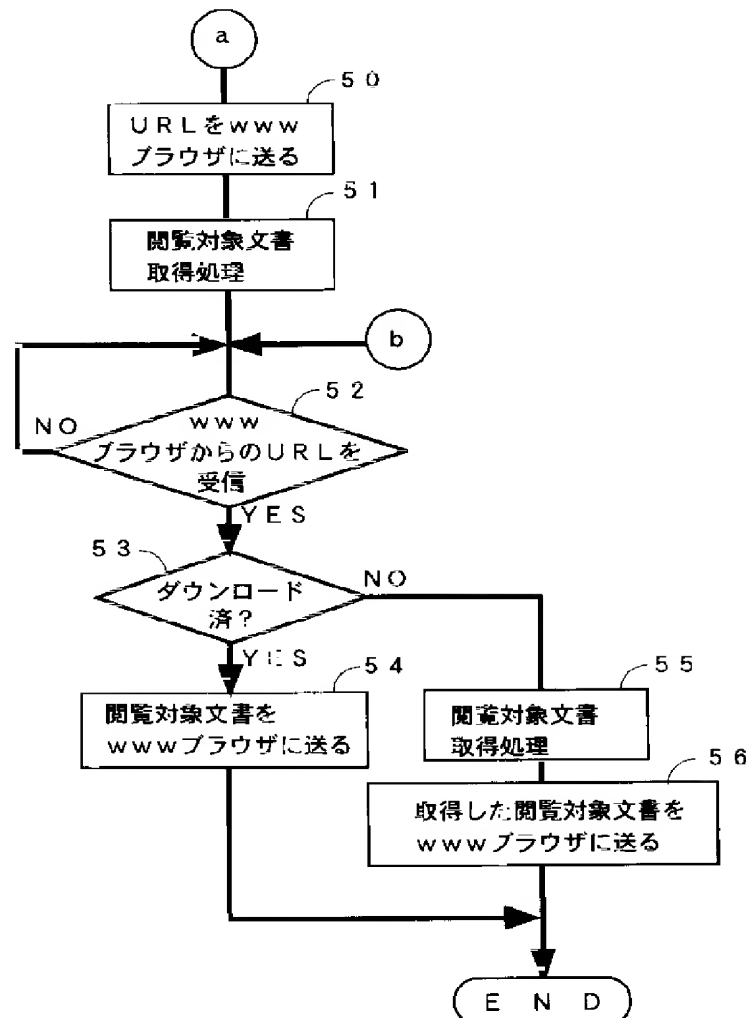 a
50
URLをwww
ブラウザに送る
51
閲覧対象文書
取得処理
b
52
NO
www
ブラウザからのURLを
受信
YES
53
ダウンロード
済?
NO
YES
54
閲覧対象文書を
wwwブラウザに送る
55
閲覧対象文書
取得処理
56
取得した閲覧対象文書を
wwwブラウザに送る
END